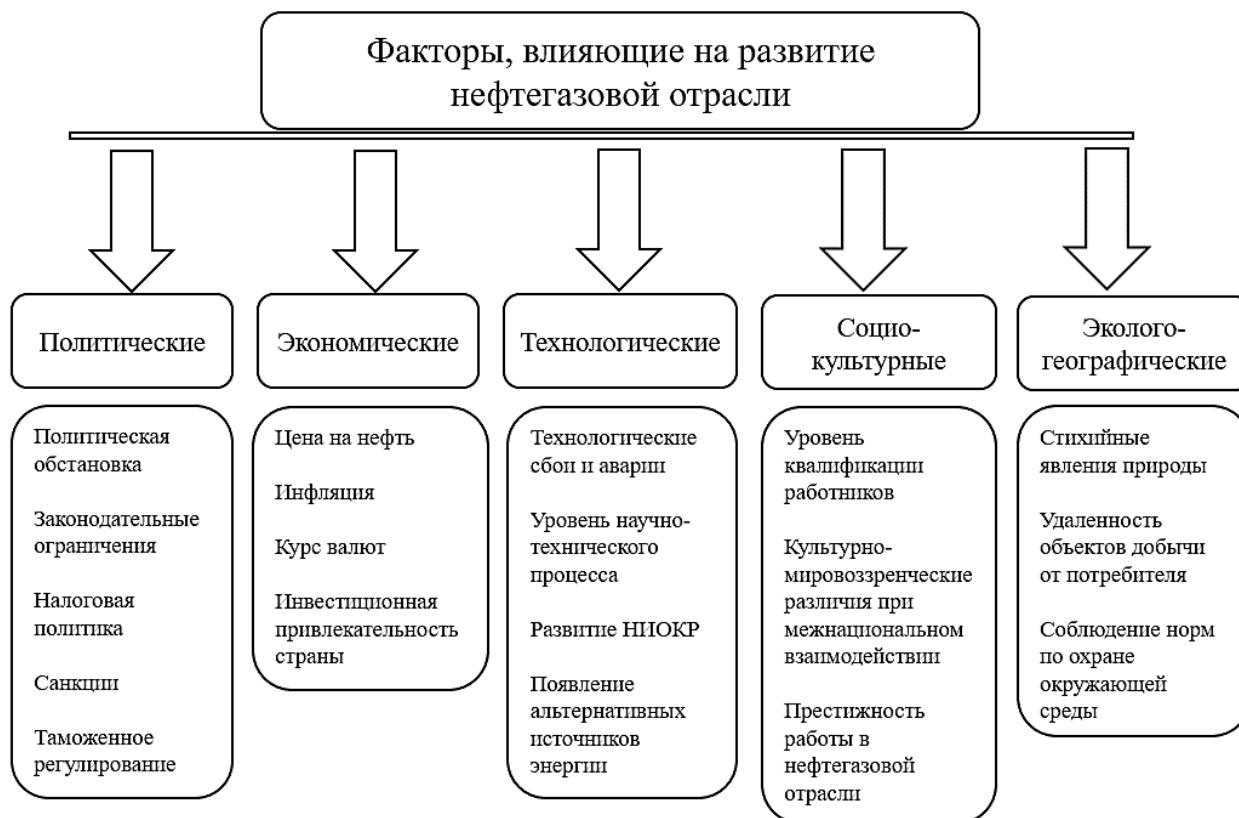 Факторы, влияющие на развитие
нефтегазовой отрасли
Политические
Экономические
Технологические
Социо-
культурные
Эколого-
географические
Политическая
обстановка
Законодательные
ограничения
Налоговая
политика
Санкции
Таможенное
регулирование
Цена на нефть
Инфляция
Курс валют
Инвестиционная
привлекательность
страны
Технологические
сбои и аварии
Уровень научно-
технического
процесса
Развитие НИОКР
Появление
альтернативных
источников
энергии
Уровень
квалификации
работников
Культурно-
мировоззренческие
различия при
межнациональном
взаимодействии
Престижность
работы в
нефтегазовой
отрасли
Стихийные
явления природы
Удаленность
объектов добычи
от потребителя
Соблюдение норм
по охране
окружающей
среды